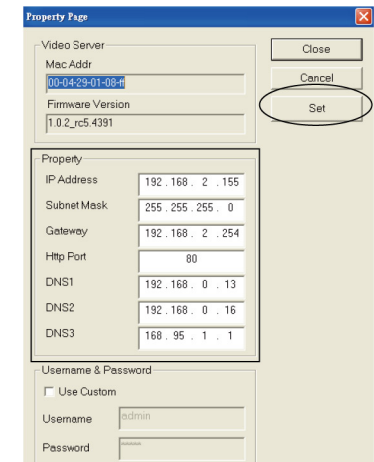 Property Page
Video Server
Mac Addr
00-04-29-01-08-ff
Firmware Version
1.0.2_rc5.4391
Close
Cancel
Set
Property
IP Address 192 . 168 . 2 . 155
Subnet Mask 255 . 255 . 255 . 0
Gateway 192 . 168 . 2 . 254
Http Port 80
DNS1 192 . 168 . 0 . 13
DNS2 192 . 168 . 0 . 16
DNS3 168 . 95 . 1 . 1
Username & Password
Use Custom
Username admin
Password *****